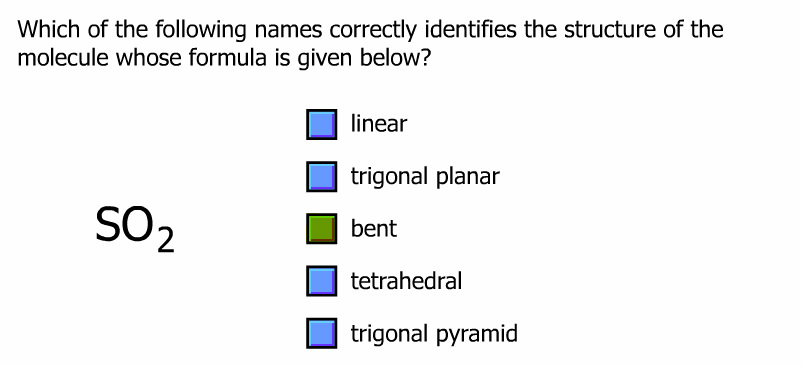 Which of the following names correctly identifies the structure of the
molecule whose formula is given below?
linear
trigonal planar
SO₂
bent
tetrahedral
trigonal pyramid